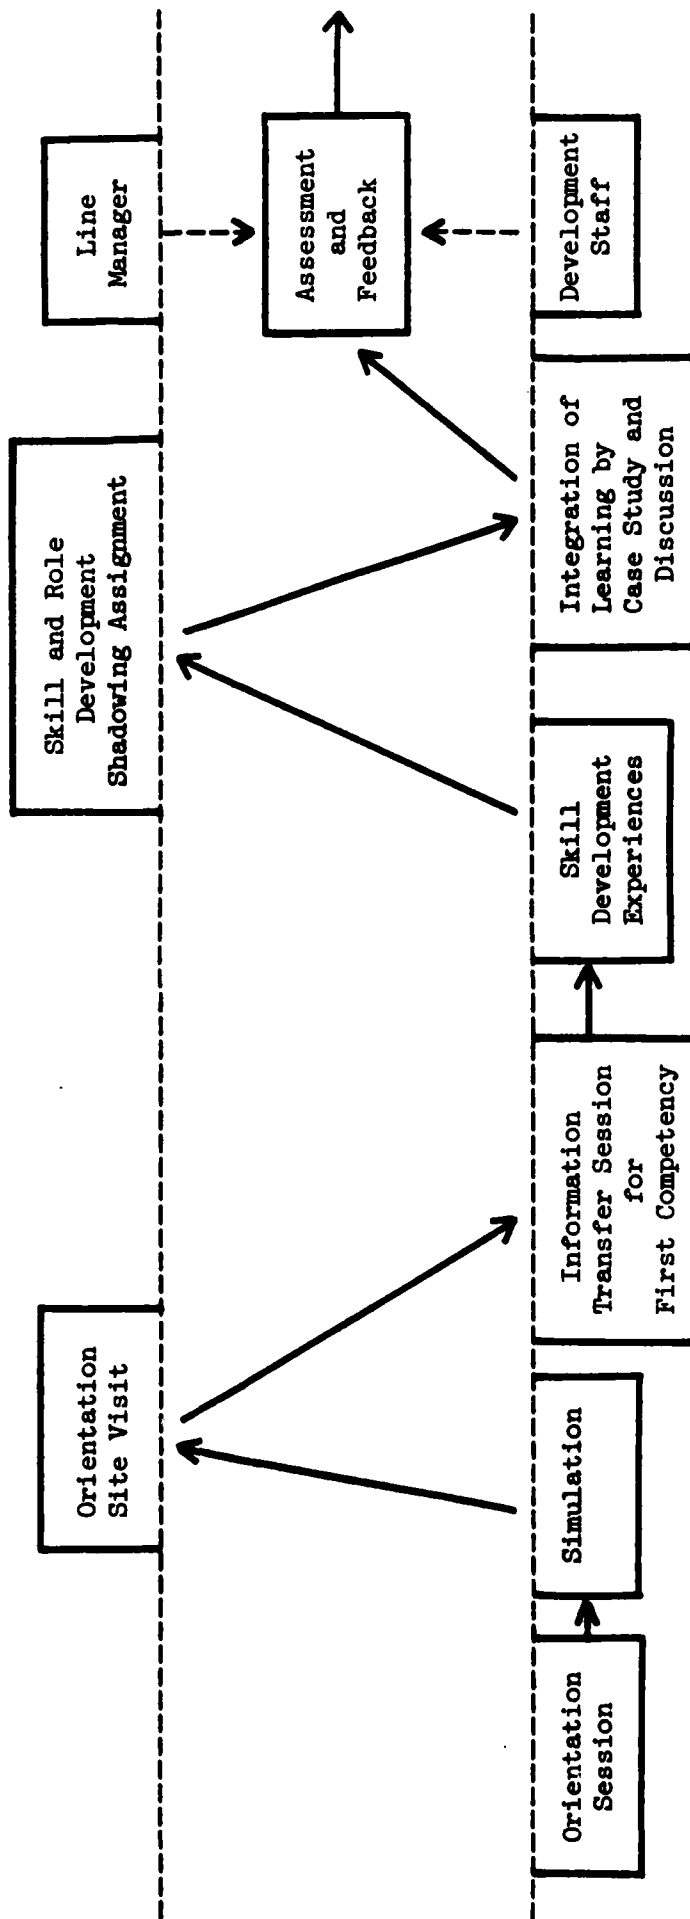 Orientation
Session
Simulation
Orientation
Site Visit
Information
Transfer Session
for
First Competency
Skill
Development
Experiences
Skill and Role
Development
Shadowing Assignment
Integration of
Learning by
Case Study and
Discussion
Line
Manager
Assessment
and
Feedback
Development
Staff